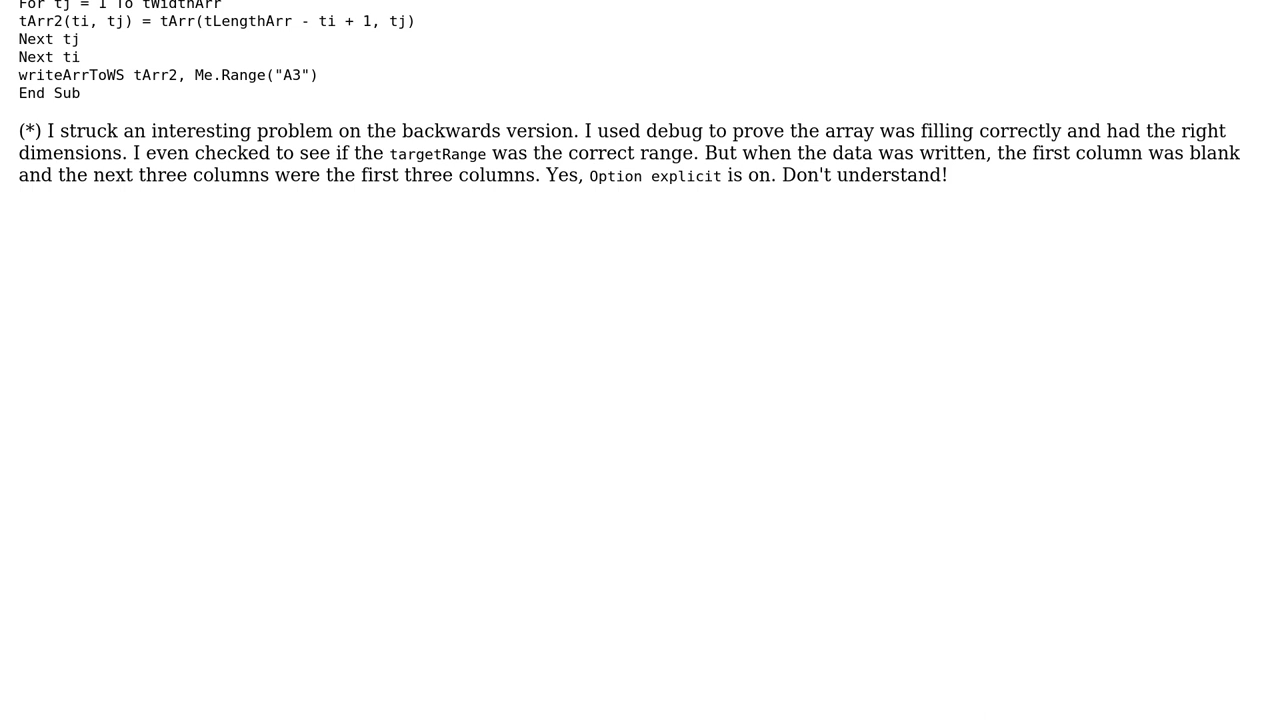 For tj = 1 To tWidthArr
tArr2(ti, tj) = tArr(tLengthArr - ti + 1, tj)
Next tj
Next ti
writeArrToWS tArr2, Me.Range("A3")
End Sub
(*) I struck an interesting problem on the backwards version. I used debug to prove the array was filling correctly and had the right
dimensions. I even checked to see if the targetRange was the correct range. But when the data was written, the first column was blank
and the next three columns were the first three columns. Yes, Option explicit is on. Don't understand!